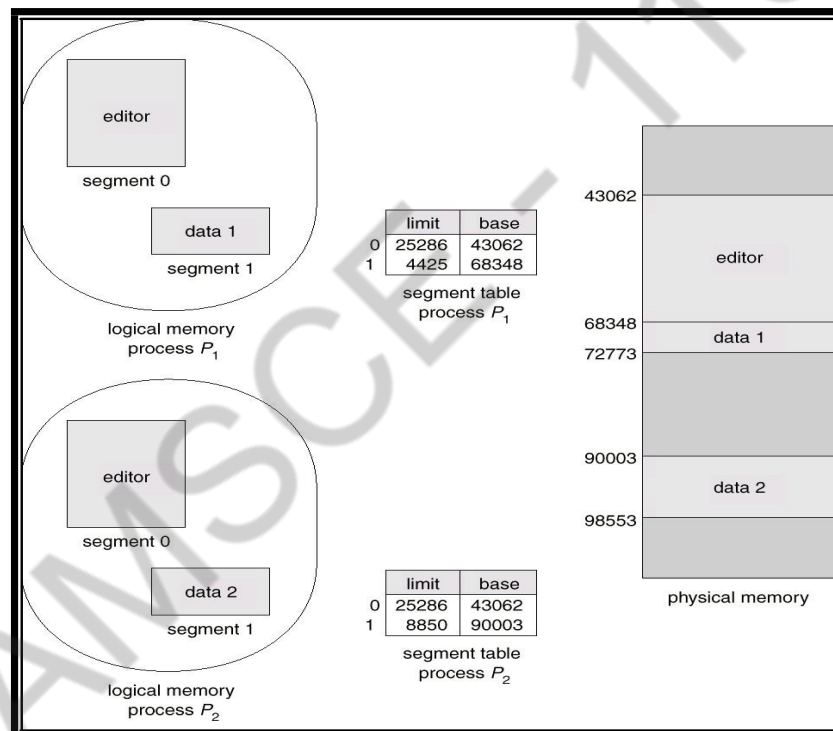 editor
segment 0
data 1
segment 1
logical memory
process P1
limit base
0 25286 43062
1 4425 68348
segment table
process P1
editor
segment 0
data 2
segment 1
logical memory
process P2
limit base
0 25286 43062
1 8850 90003
segment table
process P2
43062
editor
68348
data 1
72773
90003
data 2
98553
physical memory
AMSCE - 11